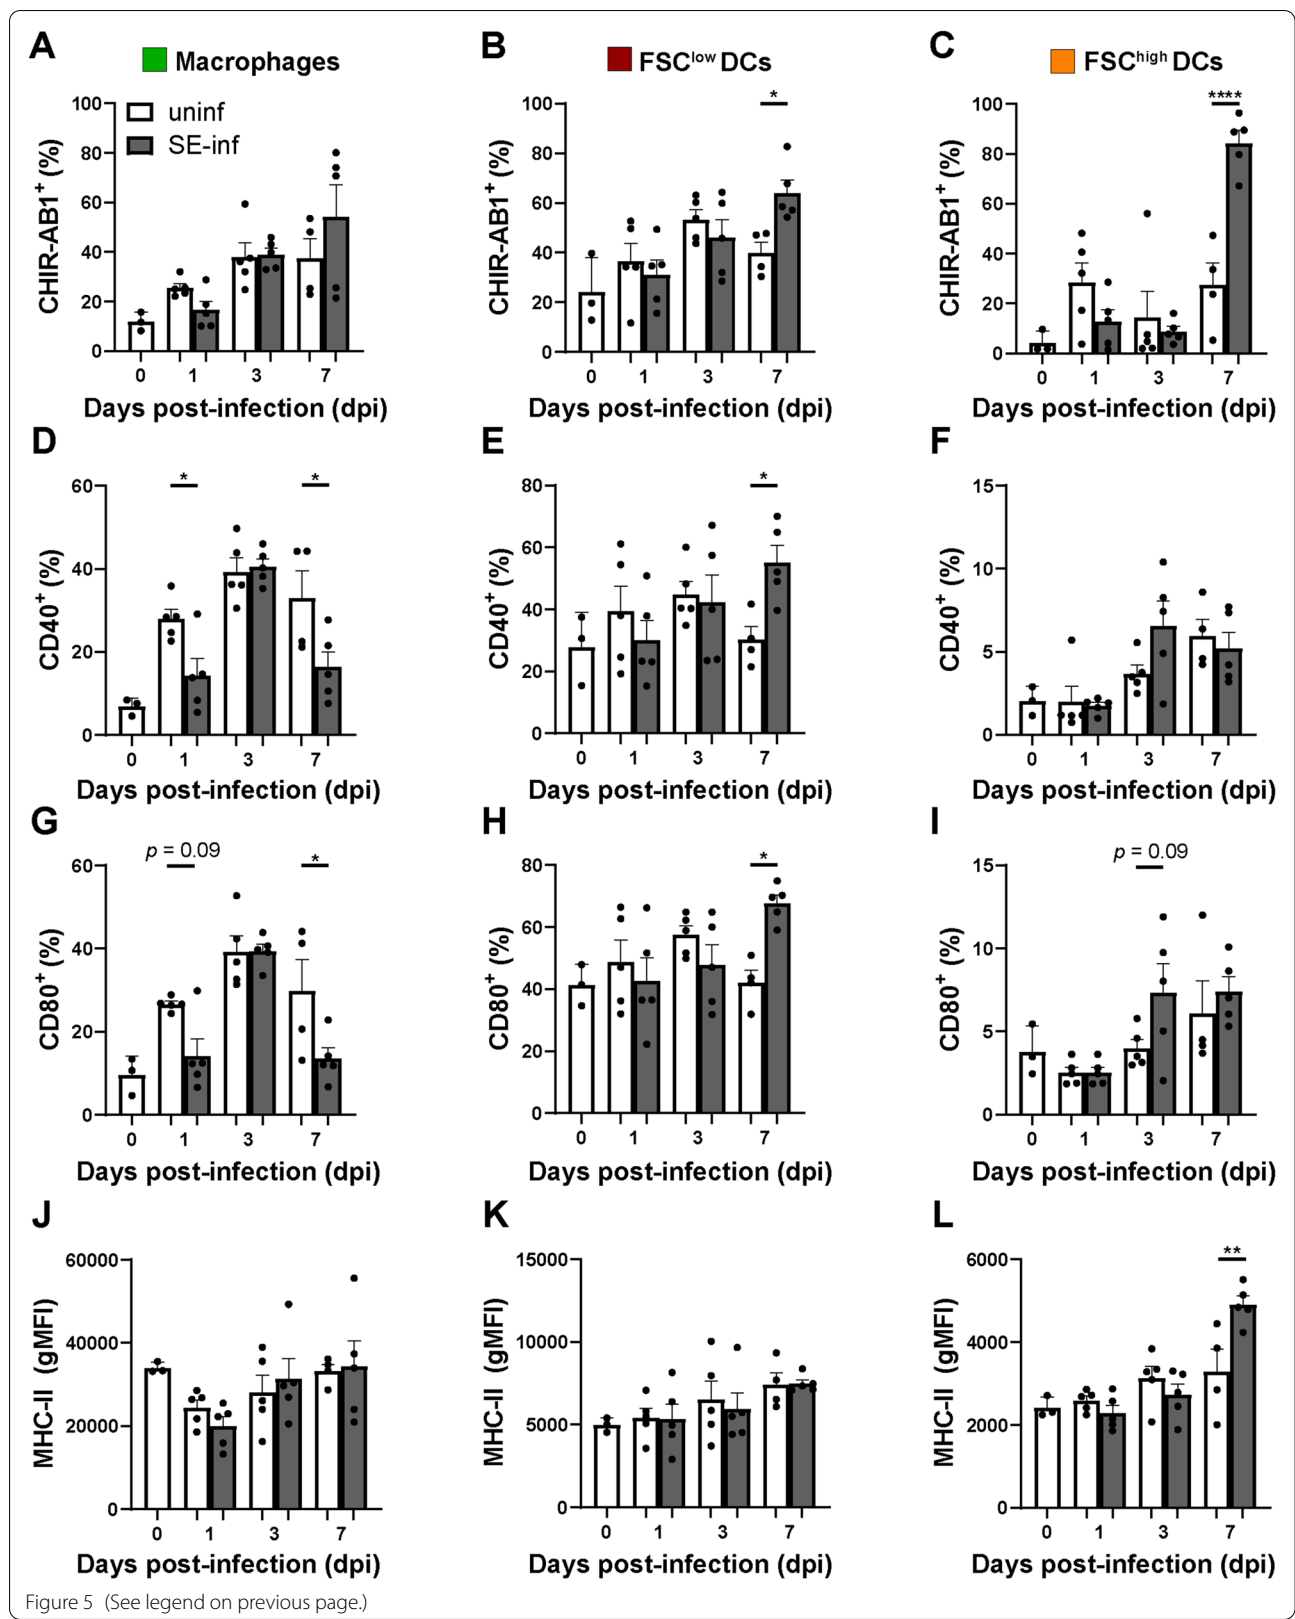 A
Macrophages
uninf
SE-inf
CHIR-AB1+ (%)
100
80
60
40
20
0
0 1 3 7
Days post-infection (dpi)
B
FSClow DCs
*
CHIR-AB1+ (%)
100
80
60
40
20
0
0 1 3 7
Days post-infection (dpi)
C
FSChigh DCs
****
CHIR-AB1+ (%)
100
80
60
40
20
0
0 1 3 7
Days post-infection (dpi)
D
* *
CD40+ (%)
60
40
20
0
0 1 3 7
Days post-infection (dpi)
E
*
CD40+ (%)
80
60
40
20
0
0 1 3 7
Days post-infection (dpi)
F
CD40+ (%)
15
10
5
0
0 1 3 7
Days post-infection (dpi)
G
p = 0.09 *
CD80+ (%)
60
40
20
0
0 1 3 7
Days post-infection (dpi)
H
*
CD80+ (%)
80
60
40
20
0
0 1 3 7
Days post-infection (dpi)
I
p = 0.09
CD80+ (%)
15
10
5
0
0 1 3 7
Days post-infection (dpi)
J
MHC-II (gMFI)
60000
40000
20000
0
0 1 3 7
Days post-infection (dpi)
K
MHC-II (gMFI)
15000
10000
5000
0
0 1 3 7
Days post-infection (dpi)
L
**
MHC-II (gMFI)
6000
4000
2000
0
0 1 3 7
Days post-infection (dpi)
Figure 5 (See legend on previous page.)